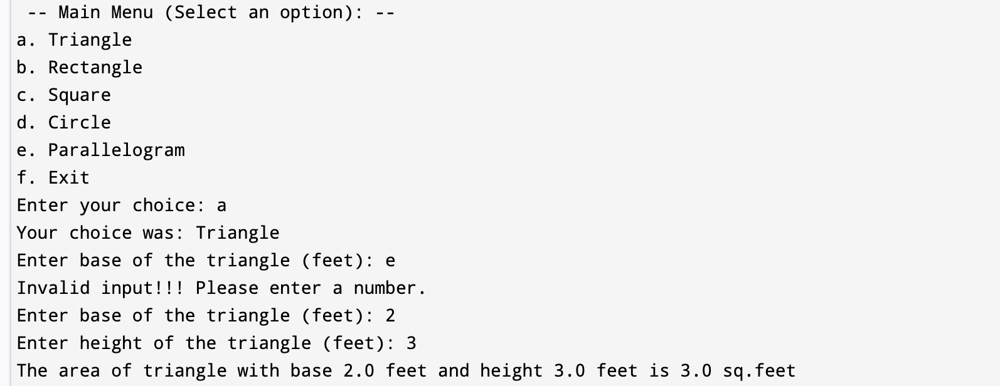 -- Main Menu (Select an option): --
a. Triangle
b. Rectangle
c. Square
d. Circle
e. Parallelogram
f. Exit
Enter your choice: a
Your choice was: Triangle
Enter base of the triangle (feet): e
Invalid input!!! Please enter a number.
Enter base of the triangle (feet): 2
Enter height of the triangle (feet): 3
The area of triangle with base 2.0 feet and height 3.0 feet is 3.0 sq.feet